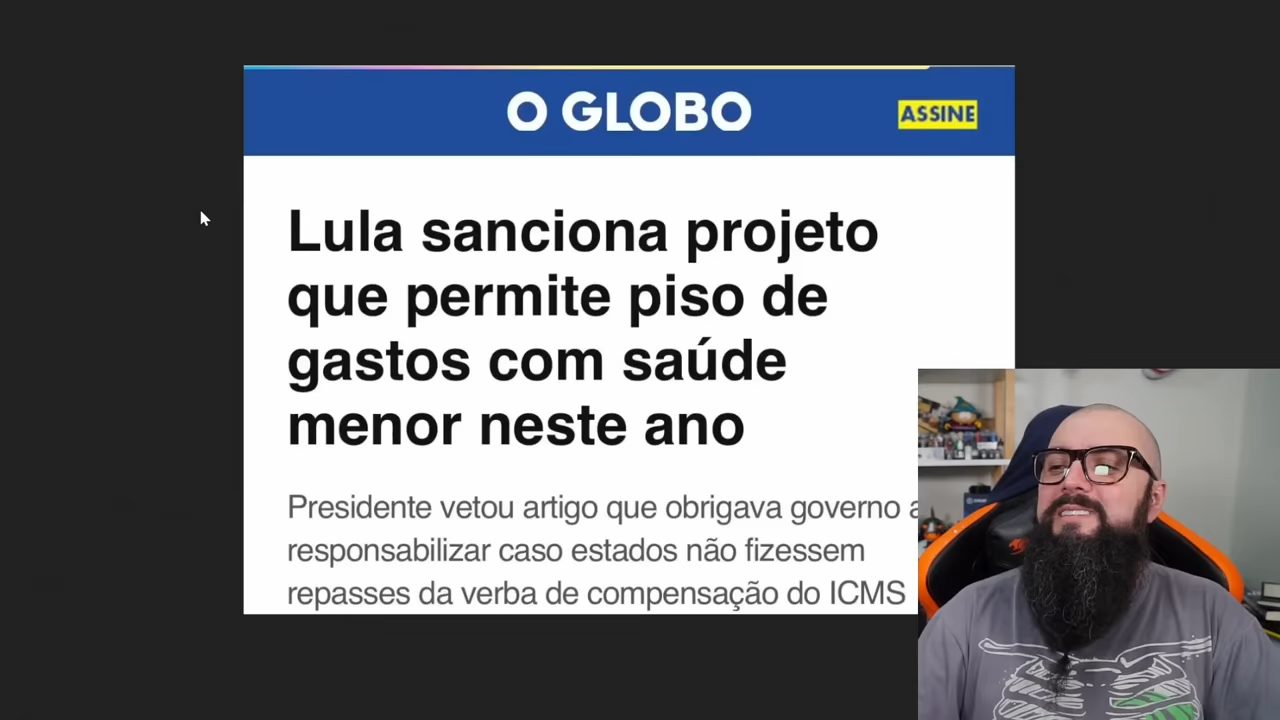 O GLOBO
ASSINE
Lula sanciona projeto
que permite piso de
gastos com saúde
menor neste ano
Presidente vetou artigo que obrigava governo a
responsabilizar caso estados não fizessem
repasses da verba de compensação do ICMS